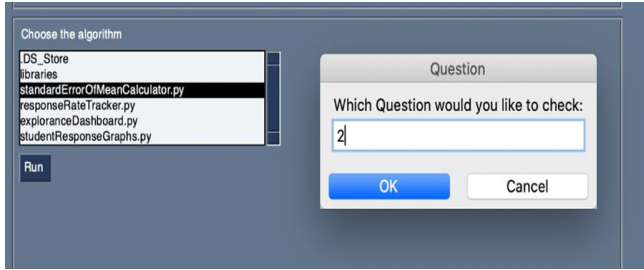 Choose the algorithm
.DS_Store
libraries
standardErrorOfMeanCalculator.py
responseRateTracker.py
exploranceDashboard.py
studentResponseGraphs.py
Run
Question
Which Question would you like to check:
2
OK
Cancel